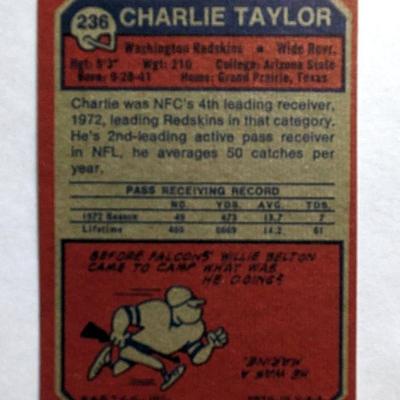 236 CHARLIE TAYLOR
Washington Redskins ■ Wide Rcvr.
Hgt: 6'3" Wgt: 210 College: Arizona State
Born: 9-28-41 Home: Grand Prairie, Texas
Charlie was NFC's 4th leading receiver,
1972, leading Redskins in that category.
He's 2nd-leading active pass receiver
in NFL, he averages 50 catches per
year.
PASS RECEIVING RECORD
NO. YDS. AVG. TDS.
1972 Season 49 673 13.7 7
Lifetime 14.2 61
BEFORE FALCONS' WILLIE BELTON
CAME TO CAMP WHAT WAS
HE DOING?
HE WAS A
MARINE.